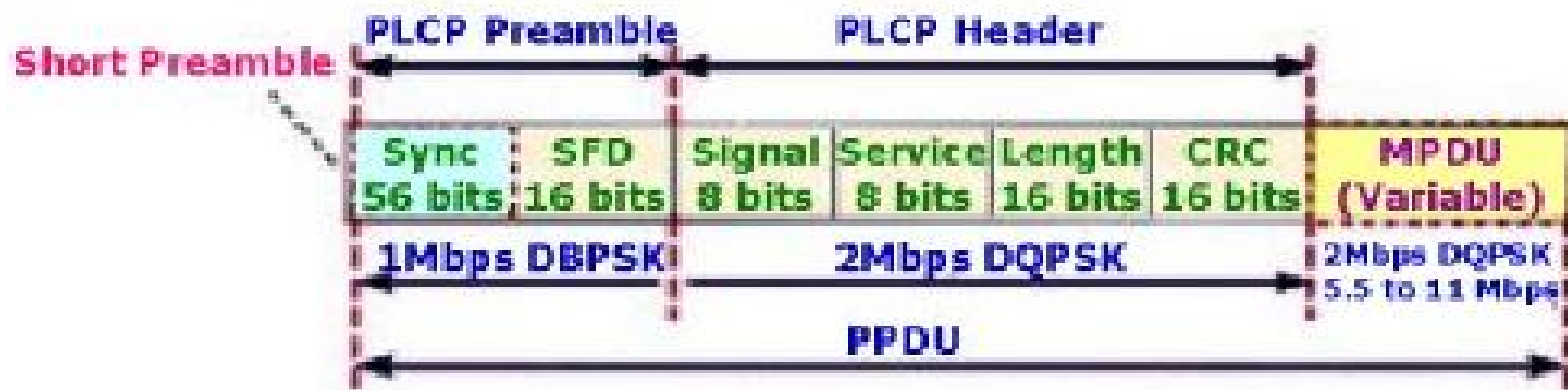 PLCP Preamble
PLCP Header
Short Preamble
Sync
56 bits
SFD
16 bits
Signal
8 bits
Service
8 bits
Length
16 bits
CRC
16 bits
MPDU
(Variable)
1Mbps DBPSK
2Mbps DQPSK
2Mbps DQPSK
5.5 to 11 Mbps
PPDU